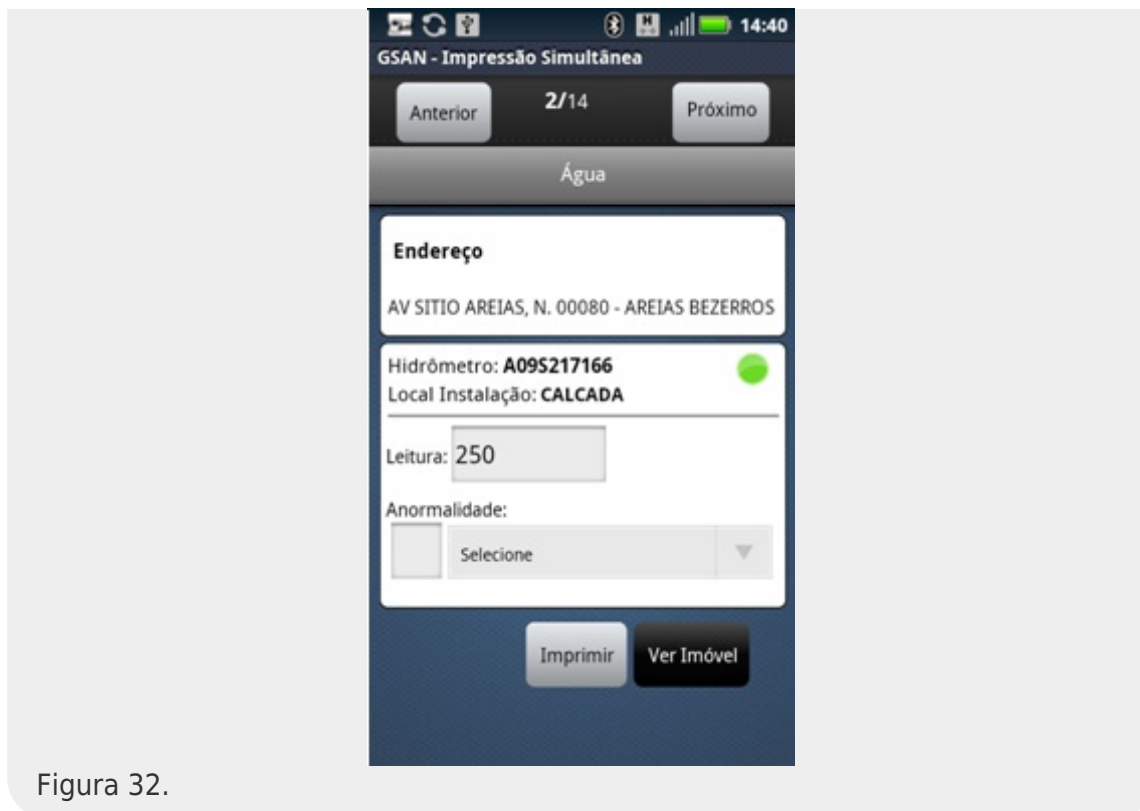 14:40
GSAN - Impressão Simultânea
Anterior 2/14 Próximo
Água
Endereço
AV SITIO AREIAS, N. 00080 - AREIAS BEZERROS
Hidrômetro: A09S217166
Local Instalação: CALCADA
Leitura: 250
Anormalidade:
Selecione
Imprimir Ver Imóvel
Figura 32.